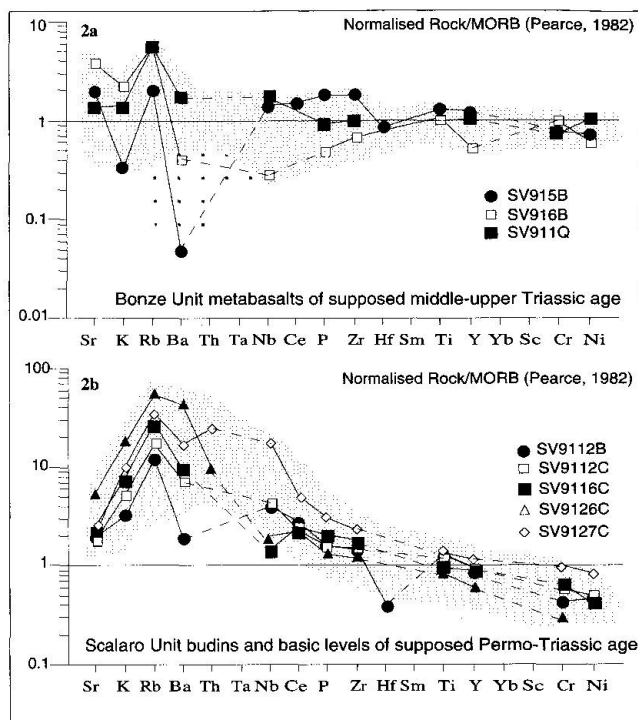 2a Normalised Rock/MORB (Pearce, 1982)
10
1
0.1
0.01
SV915B
SV916B
SV911Q
Bonze Unit metabasalts of supposed middle-upper Triassic age
Sr K Rb Ba Th Ta Nb Ce P Zr Hf Sm Ti Y Yb Sc Cr Ni
2b Normalised Rock/MORB (Pearce, 1982)
100
10
1
0.1
SV9112B
SV9112C
SV9116C
SV9126C
SV9127C
Scalaro Unit budins and basic levels of supposed Permo-Triassic age
Sr K Rb Ba Th Ta Nb Ce P Zr Hf Sm Ti Y Yb Sc Cr Ni